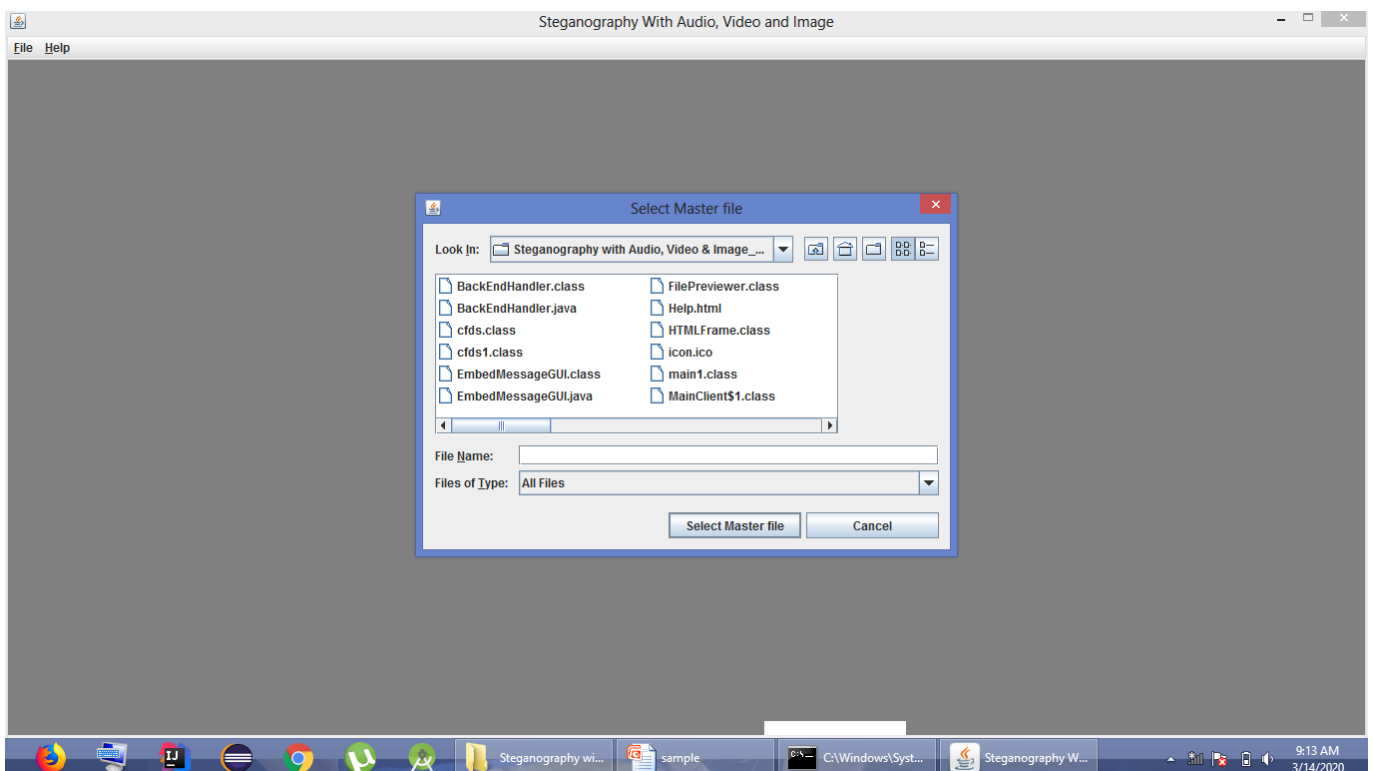 Steganography With Audio, Video and Image
File Help
Select Master file
Look In: Steganography with Audio, Video & Image_...
BackEndHandler.class FilePreviewer.class
BackEndHandler.java Help.html
cfds.class HTMLFrame.class
cfds1.class icon.ico
EmbedMessageGUI.class main1.class
EmbedMessageGUI.java MainClient$1.class
File Name:
Files of Type: All Files
Select Master file Cancel
Steganography wi... sample C:\Windows\Syst... Steganography W... 9:13 AM
3/14/2020